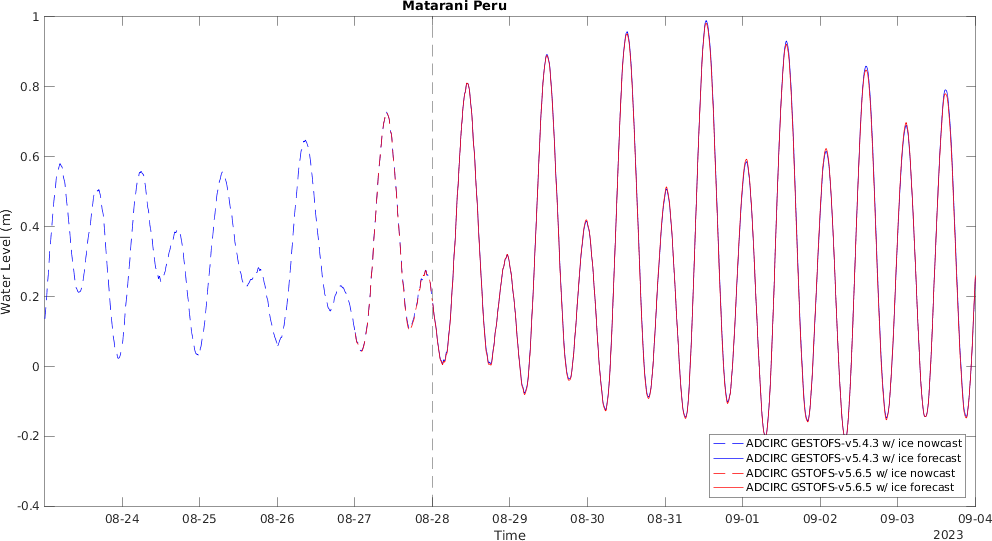 Matarani Peru
1
0.8
0.6
0.4
0.2
0
-0.2
-0.4
Water Level (m)
08-24 08-25 08-26 08-27 08-28 08-29 08-30 08-31 09-01 09-02 09-03 09-04
Time
2023
ADCIRC GESTOFS-v5.4.3 w/ ice nowcast
ADCIRC GESTOFS-v5.4.3 w/ ice forecast
ADCIRC GSTOFS-v5.6.5 w/ ice nowcast
ADCIRC GSTOFS-v5.6.5 w/ ice forecast